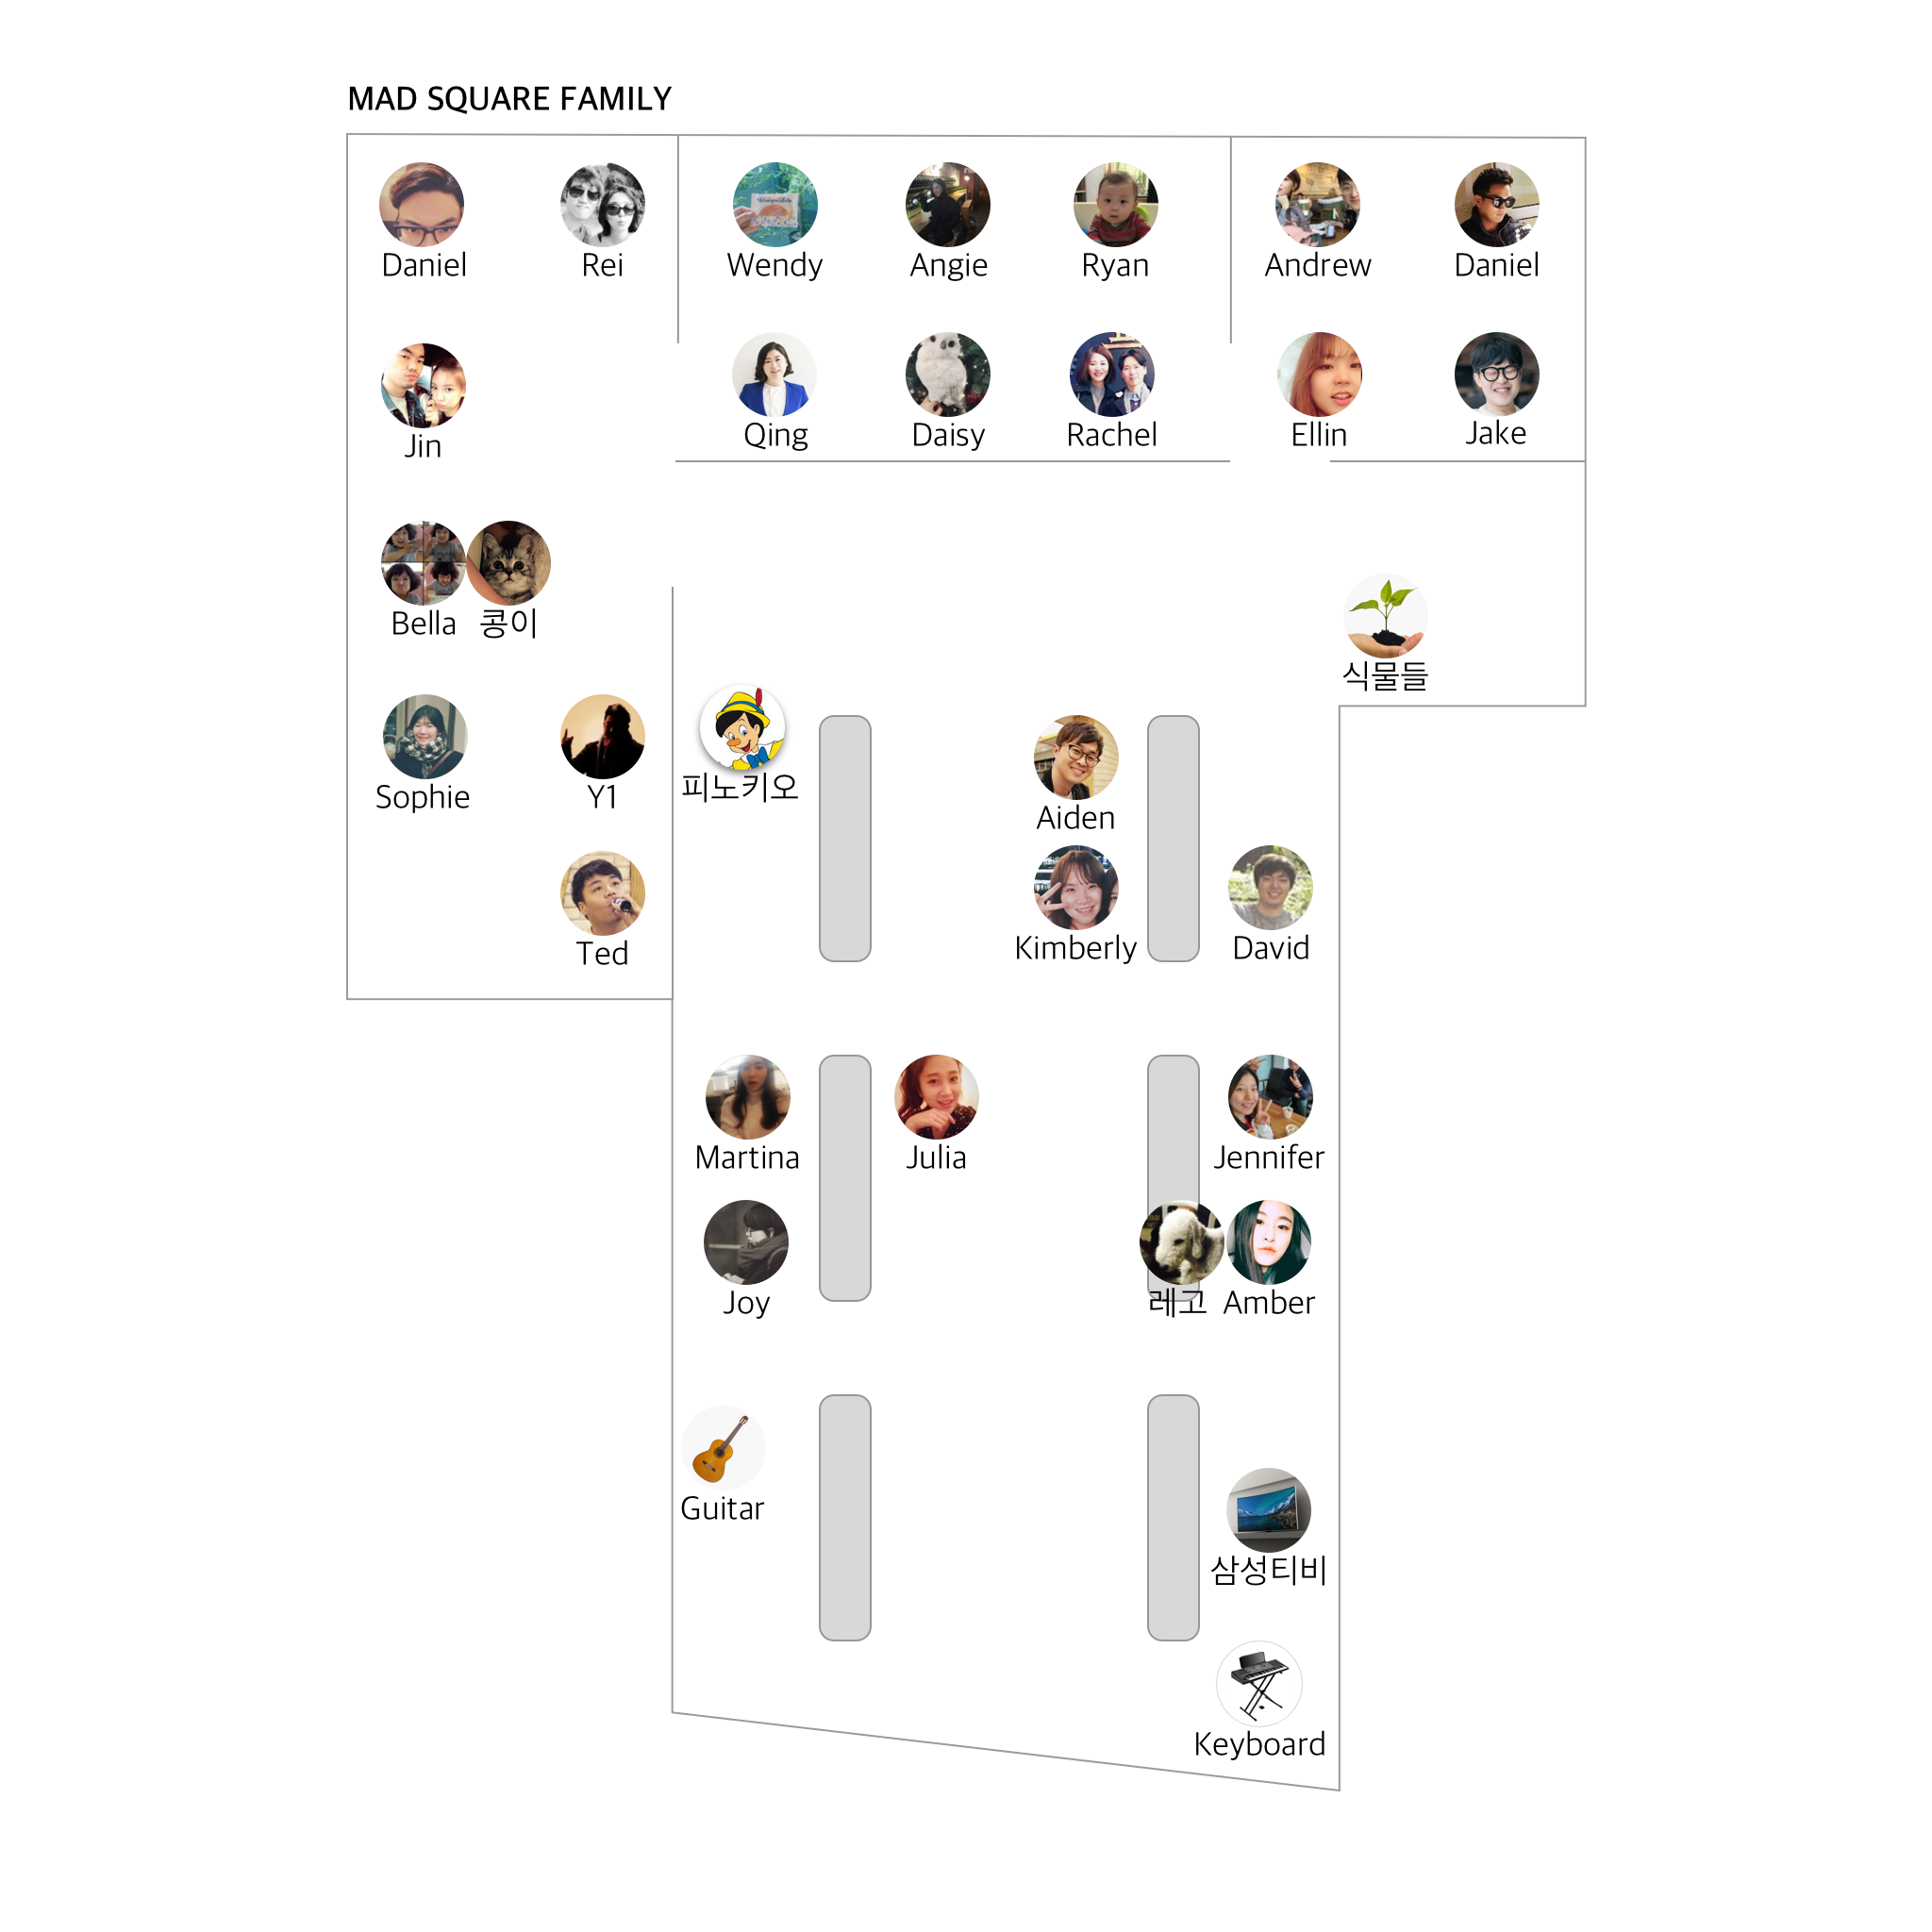 MAD SQUARE FAMILY
Daniel
Rei
Wendy
Angie
Ryan
Andrew
Daniel
Jin
Qing
Daisy
Rachel
Ellin
Jake
Bella
콩이
식물들
Sophie
Y1
피노키오
Aiden
Ted
Kimberly
David
Martina
Julia
Jennifer
Joy
레고
Amber
Guitar
삼성티비
Keyboard